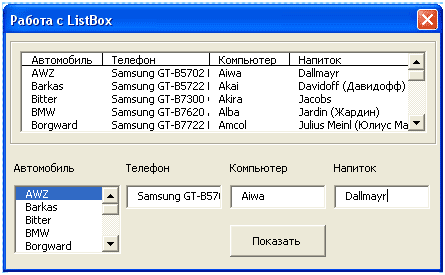 Работа с ListBox
Автомобиль Телефон Компьютер Напиток
AWZ Samsung GT-B5702 Aiwa Dallmayr
Barkas Samsung GT-B5722 Akai Davidoff (Давидофф)
Bitter Samsung GT-B7300 Akira Jacobs
BMW Samsung GT-B7620 Alba Jardin (Жардин)
Borgward Samsung GT-B7722 Amcol Julius Meinl (Юлиус Ма
Автомобиль Телефон Компьютер Напиток
AWZ Samsung GT-B570 Aiwa Dallmayr
Barkas
Bitter
BMW
Borgward
Показать